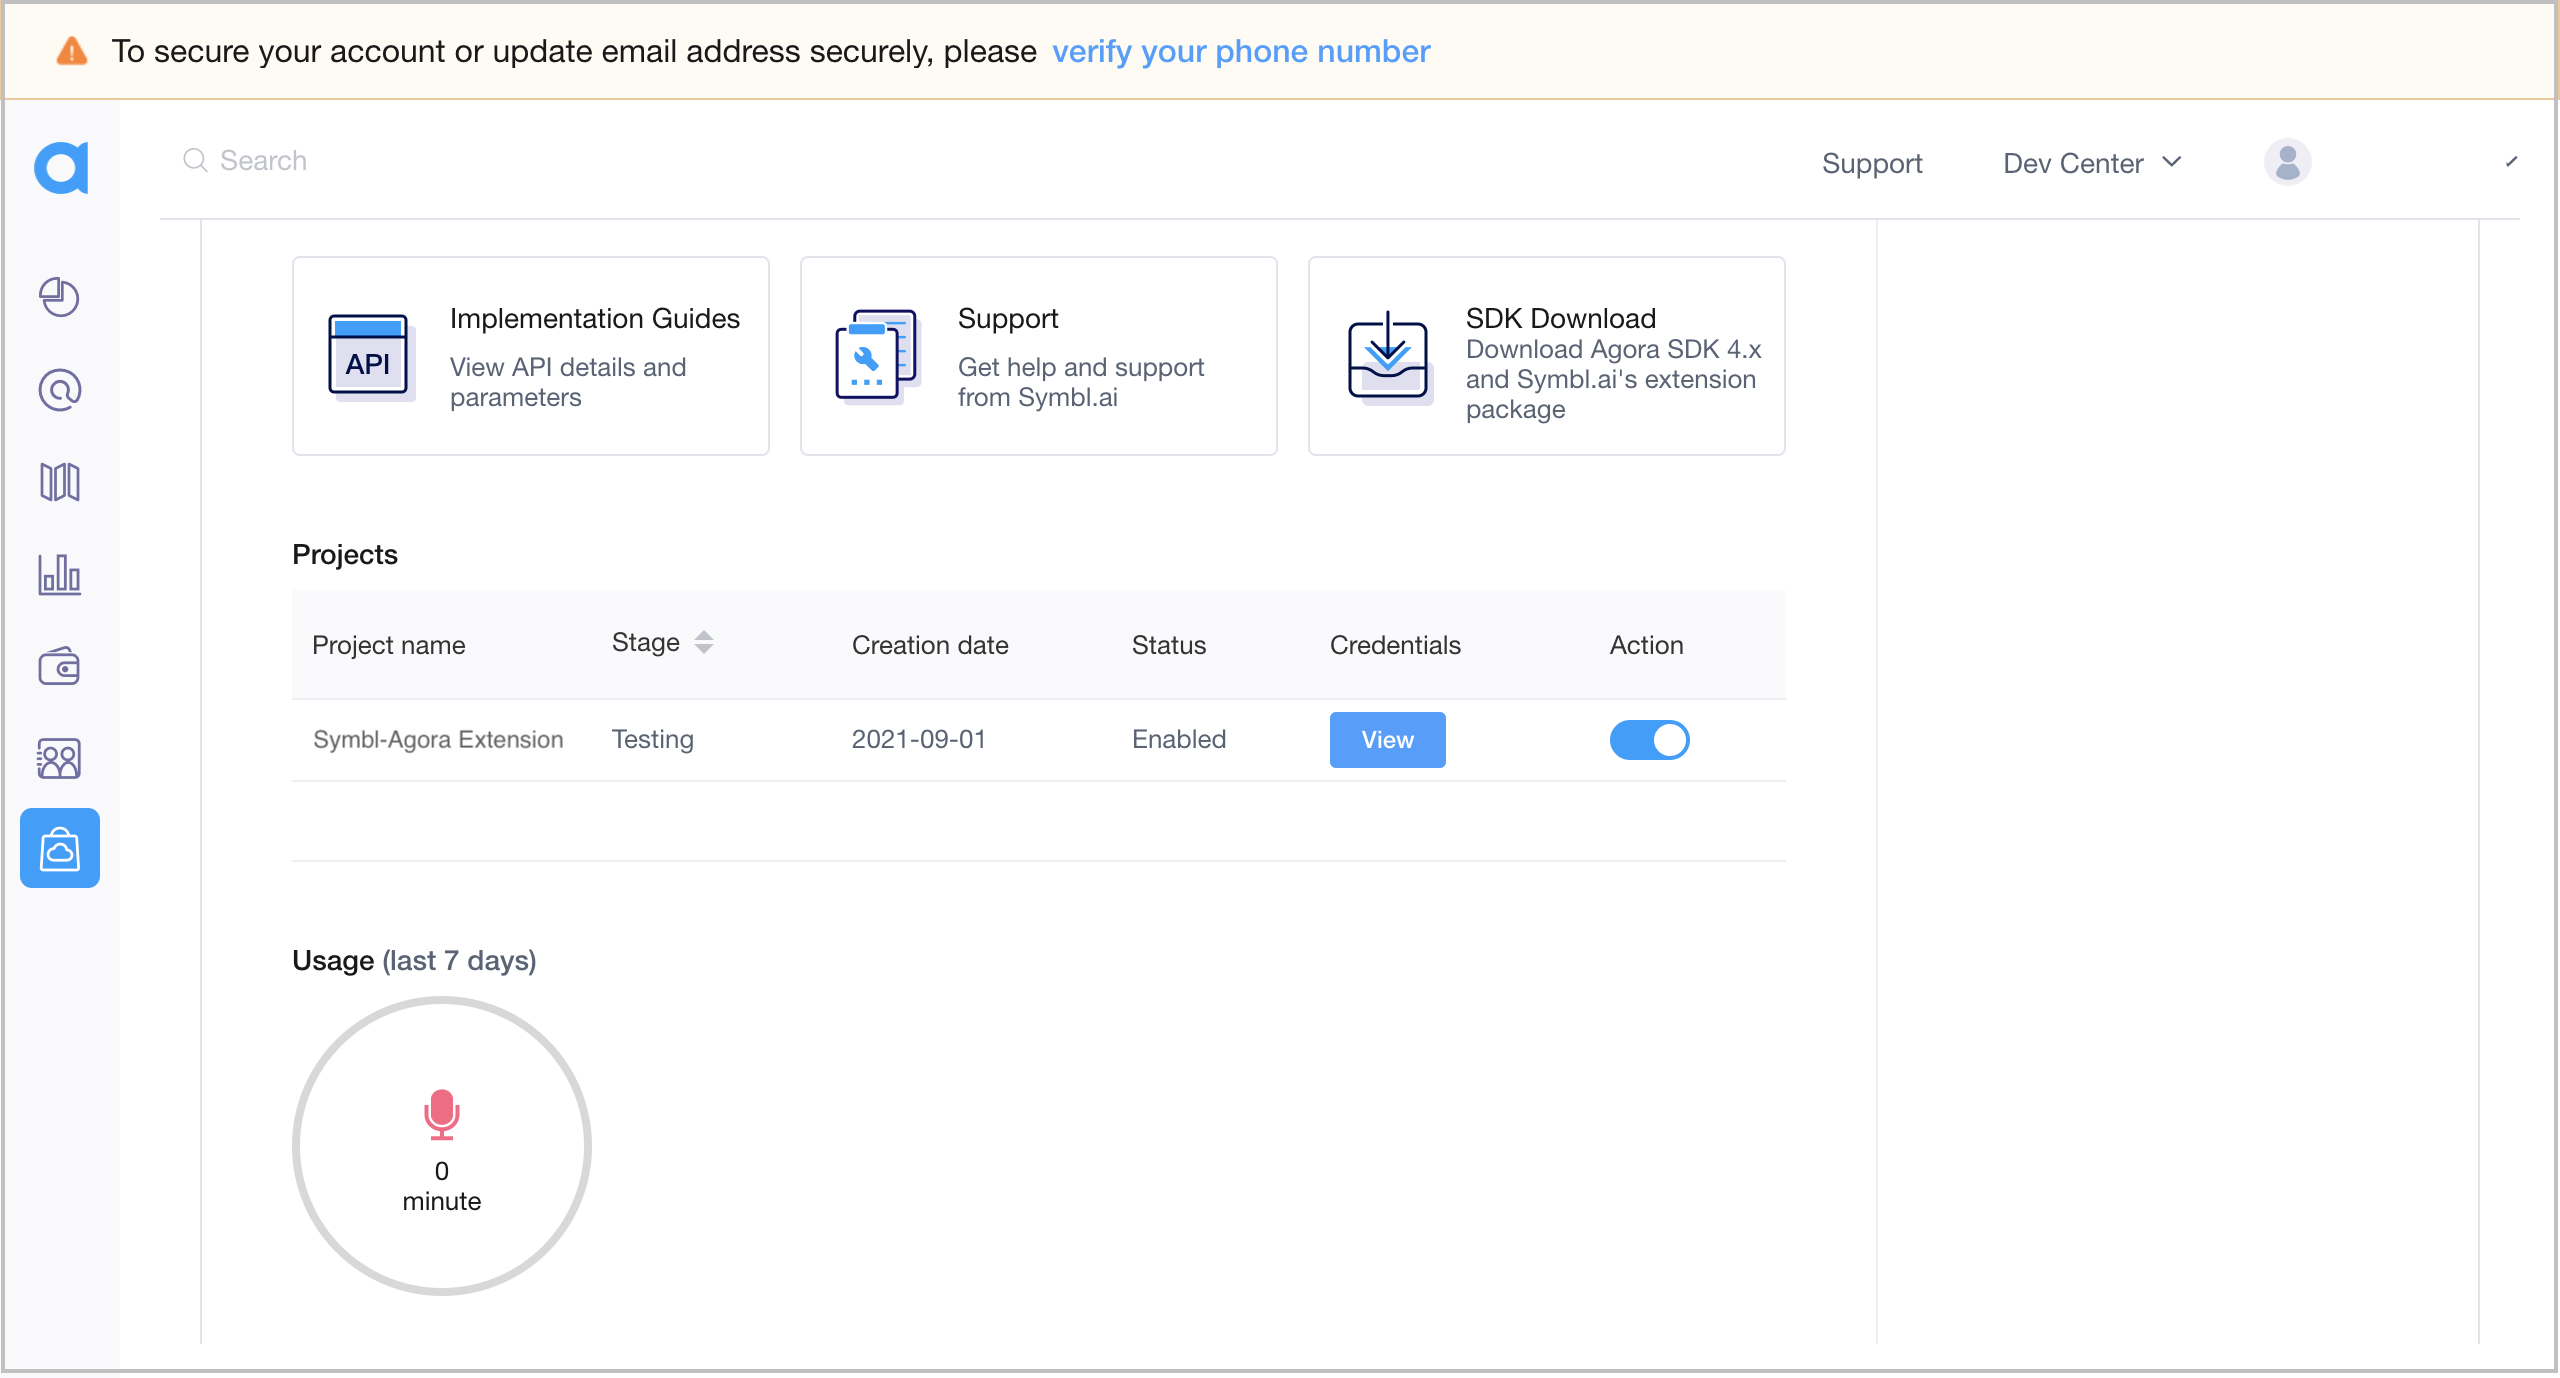 To secure your account or update email address securely, please verify your phone number
Search
Support
Dev Center
API
Implementation Guides
View API details and
parameters
Support
Get help and support
from Symbl.ai
SDK Download
Download Agora SDK 4.x
and Symbl.ai's extension
package
Projects
Project name Stage Creation date Status Credentials Action
Symbl-Agora Extension Testing 2021-09-01 Enabled View
Usage (last 7 days)
0
minute